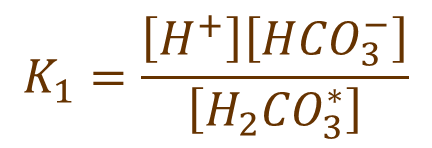 K₁ = [H⁺][HCO₃⁻] / [H₂CO₃*]